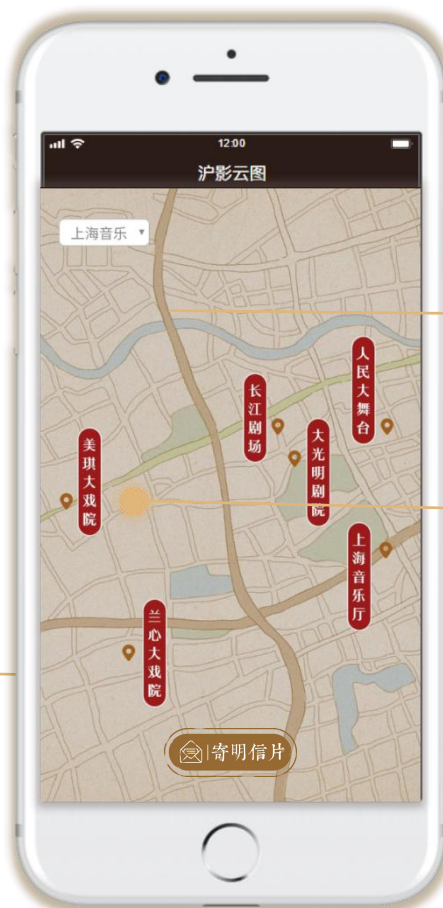 12:00
沪影云图
上海音乐
人民大舞台
长江剧场
大光明剧院
美琪大戏院
上海音乐厅
兰心大戏院
寄明信片